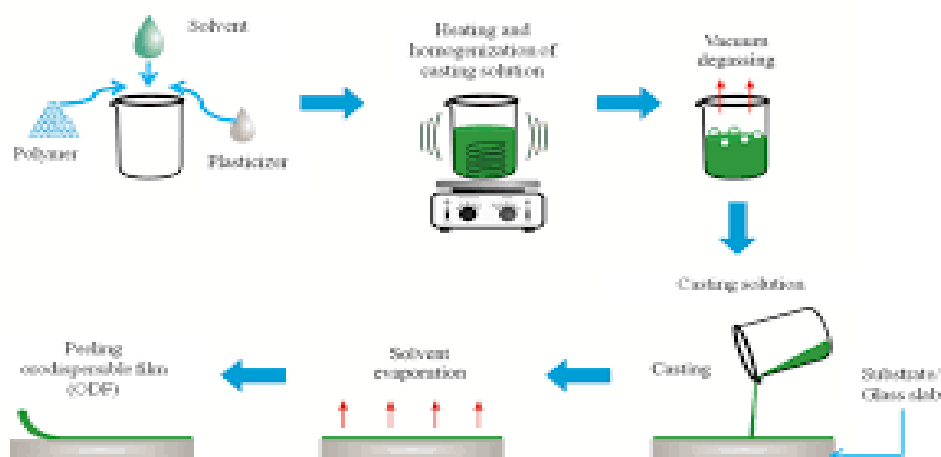 Solvent
Polymer
Plasticizer
Heating and
homogenization of
casting solution
Vacuum
degassing
Casting solution
Casting
Substrate/
Glass slab
Solvent
evaporation
Peeling
orodispersible film
(ODF)